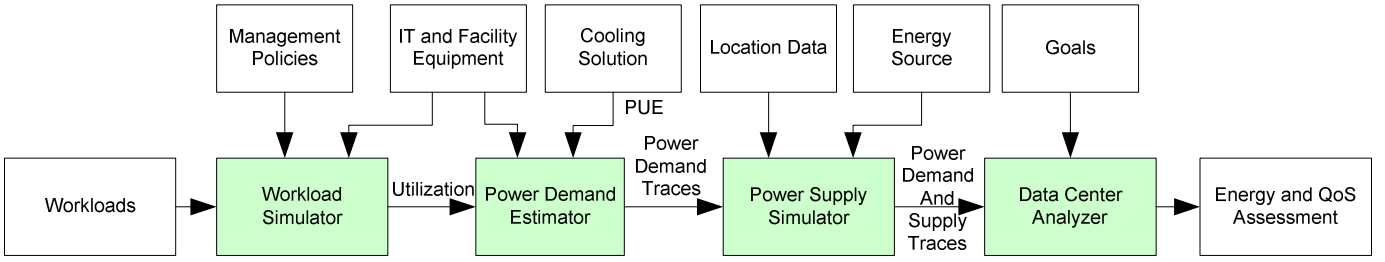 Management
Policies
IT and Facility
Equipment
Cooling
Solution
Location Data
Energy
Source
Goals
PUE
Workloads
Workload
Simulator
Utilization
Power Demand
Estimator
Power
Demand
Traces
Power Supply
Simulator
Power
Demand
And
Supply
Traces
Data Center
Analyzer
Energy and QoS
Assessment